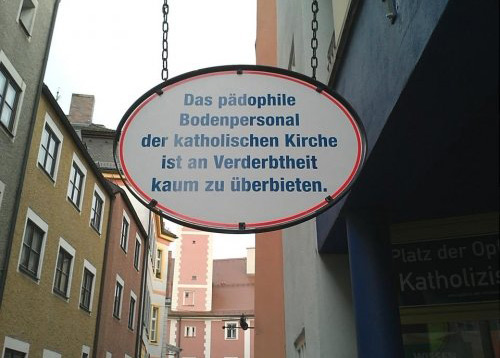 Das pädophile
Bodenpersonal
der katholischen Kirche
ist an Verderbtheit
kaum zu überbieten.
Platz der